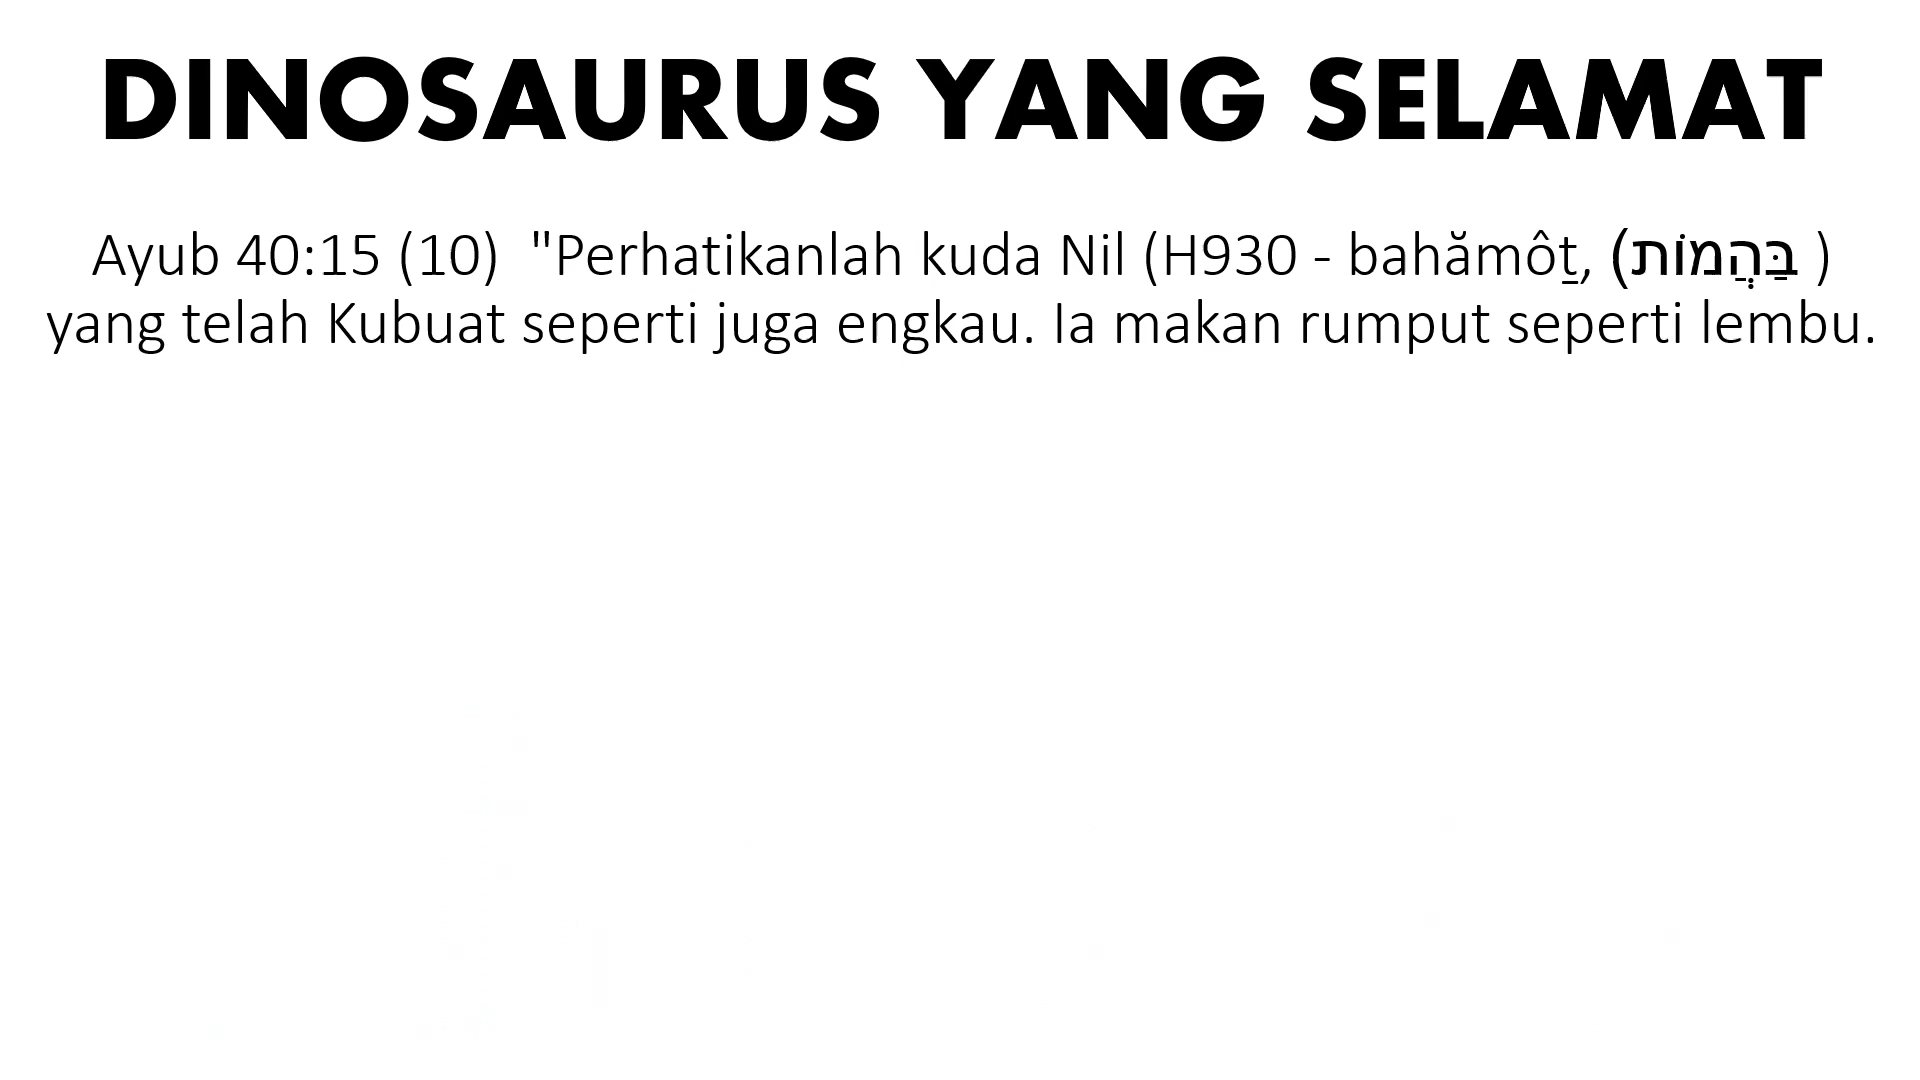 DINOSAURUS YANG SELAMAT
Ayub 40:15 (10)  "Perhatikanlah kuda Nil (H930 - bahămôṯ, (בַּהֲמוֹת )
yang telah Kubuat seperti juga engkau. Ia makan rumput seperti lembu.